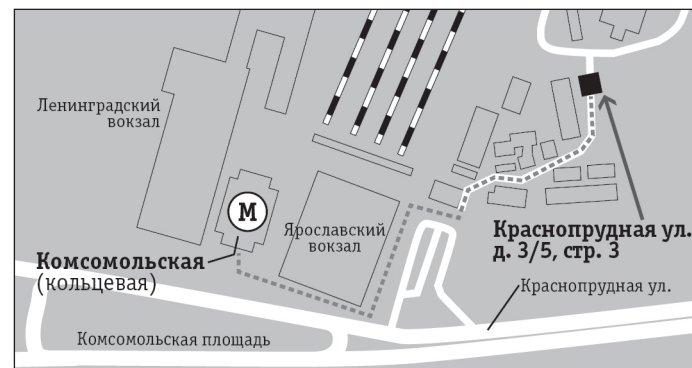 Ленинградский
вокзал
М
Ярославский
вокзал
Комсомольская
(кольцевая)
Краснопрудная ул.
д. 3/5, стр. 3
Краснопрудная ул.
Комсомольская площадь